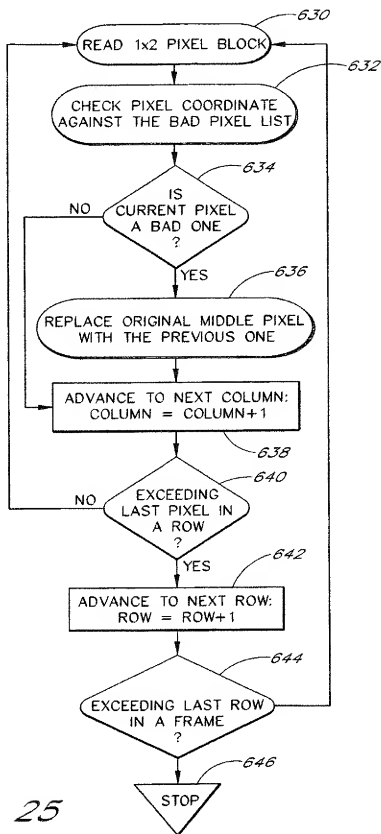 630
READ 1x2 PIXEL BLOCK
632
CHECK PIXEL COORDINATE
AGAINST THE BAD PIXEL LIST
634
IS
CURRENT PIXEL
A BAD ONE
?
NO
YES
636
REPLACE ORIGINAL MIDDLE PIXEL
WITH THE PREVIOUS ONE
ADVANCE TO NEXT COLUMN:
COLUMN = COLUMN+1
638
640
EXCEEDING
LAST PIXEL IN
A ROW
?
NO
YES
642
ADVANCE TO NEXT ROW:
ROW = ROW+1
644
EXCEEDING LAST ROW
IN A FRAME
?
646
STOP
25